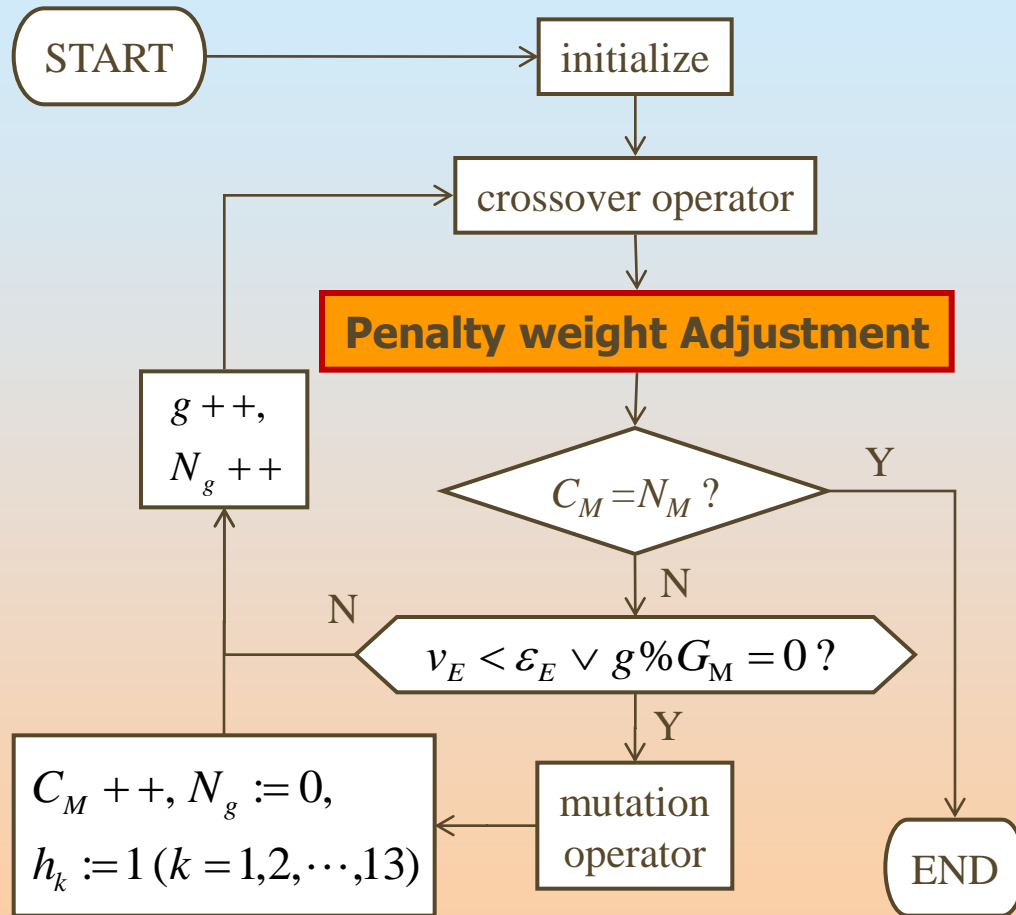 START
initialize
crossover operator
Penalty weight Adjustment
g ++,
N_g ++
C_M =N_M ?
Y
N
N
v_E < ε_E ∨ g%G_M = 0 ?
Y
C_M ++, N_g := 0,
h_k := 1 (k = 1,2,⋯,13)
mutation
operator
END